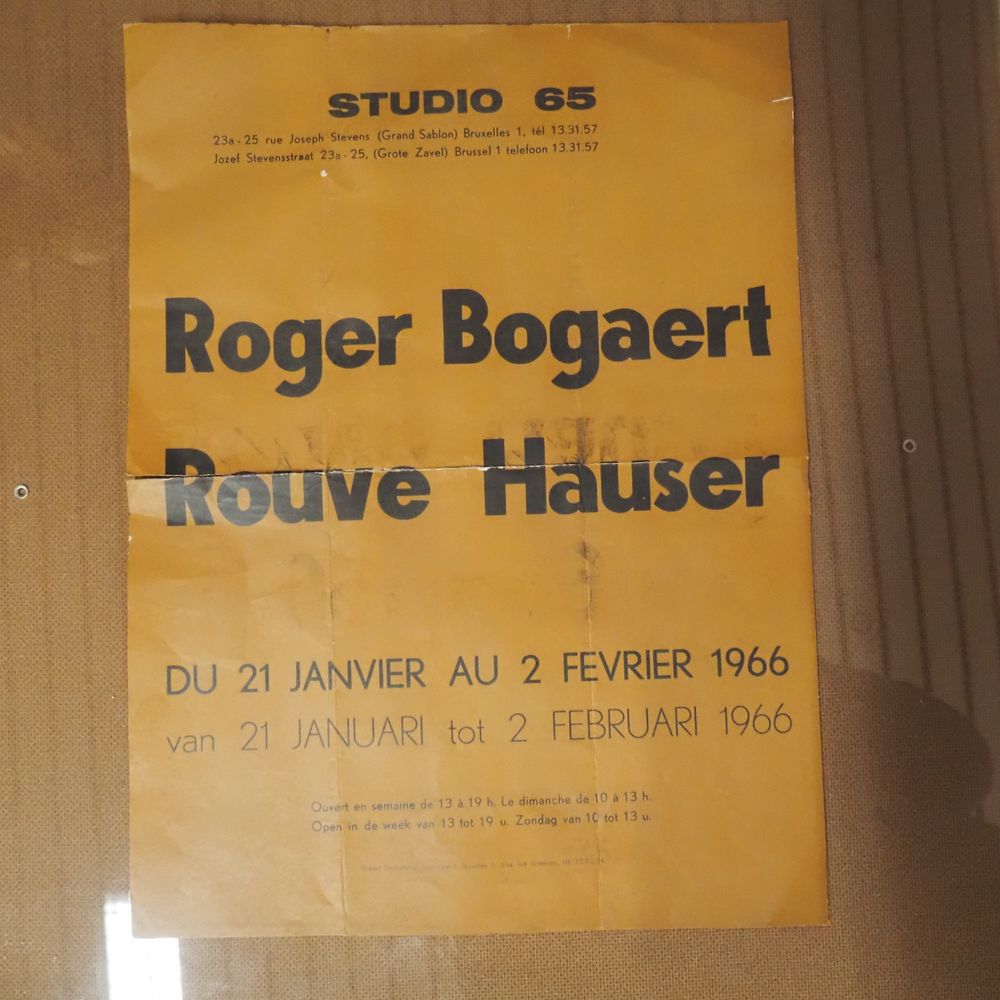 STUDIO 65
23a - 25 rue Joseph Stevens (Grand Sablon) Bruxelles 1, tél 13.31.57
Jozef Stevensstraat 23a - 25, (Grote Zavel) Brussel 1 telefoon 13.31.57
Roger Bogaert
Rouve Hauser
DU 21 JANVIER AU 2 FEVRIER 1966
van 21 JANUARI tot 2 FEBRUARI 1966
Ouvert en semaine de 13 à 19 h. Le dimanche de 10 à 13 h.
Open in de week van 13 tot 19 u. Zondag van 10 tot 13 u.